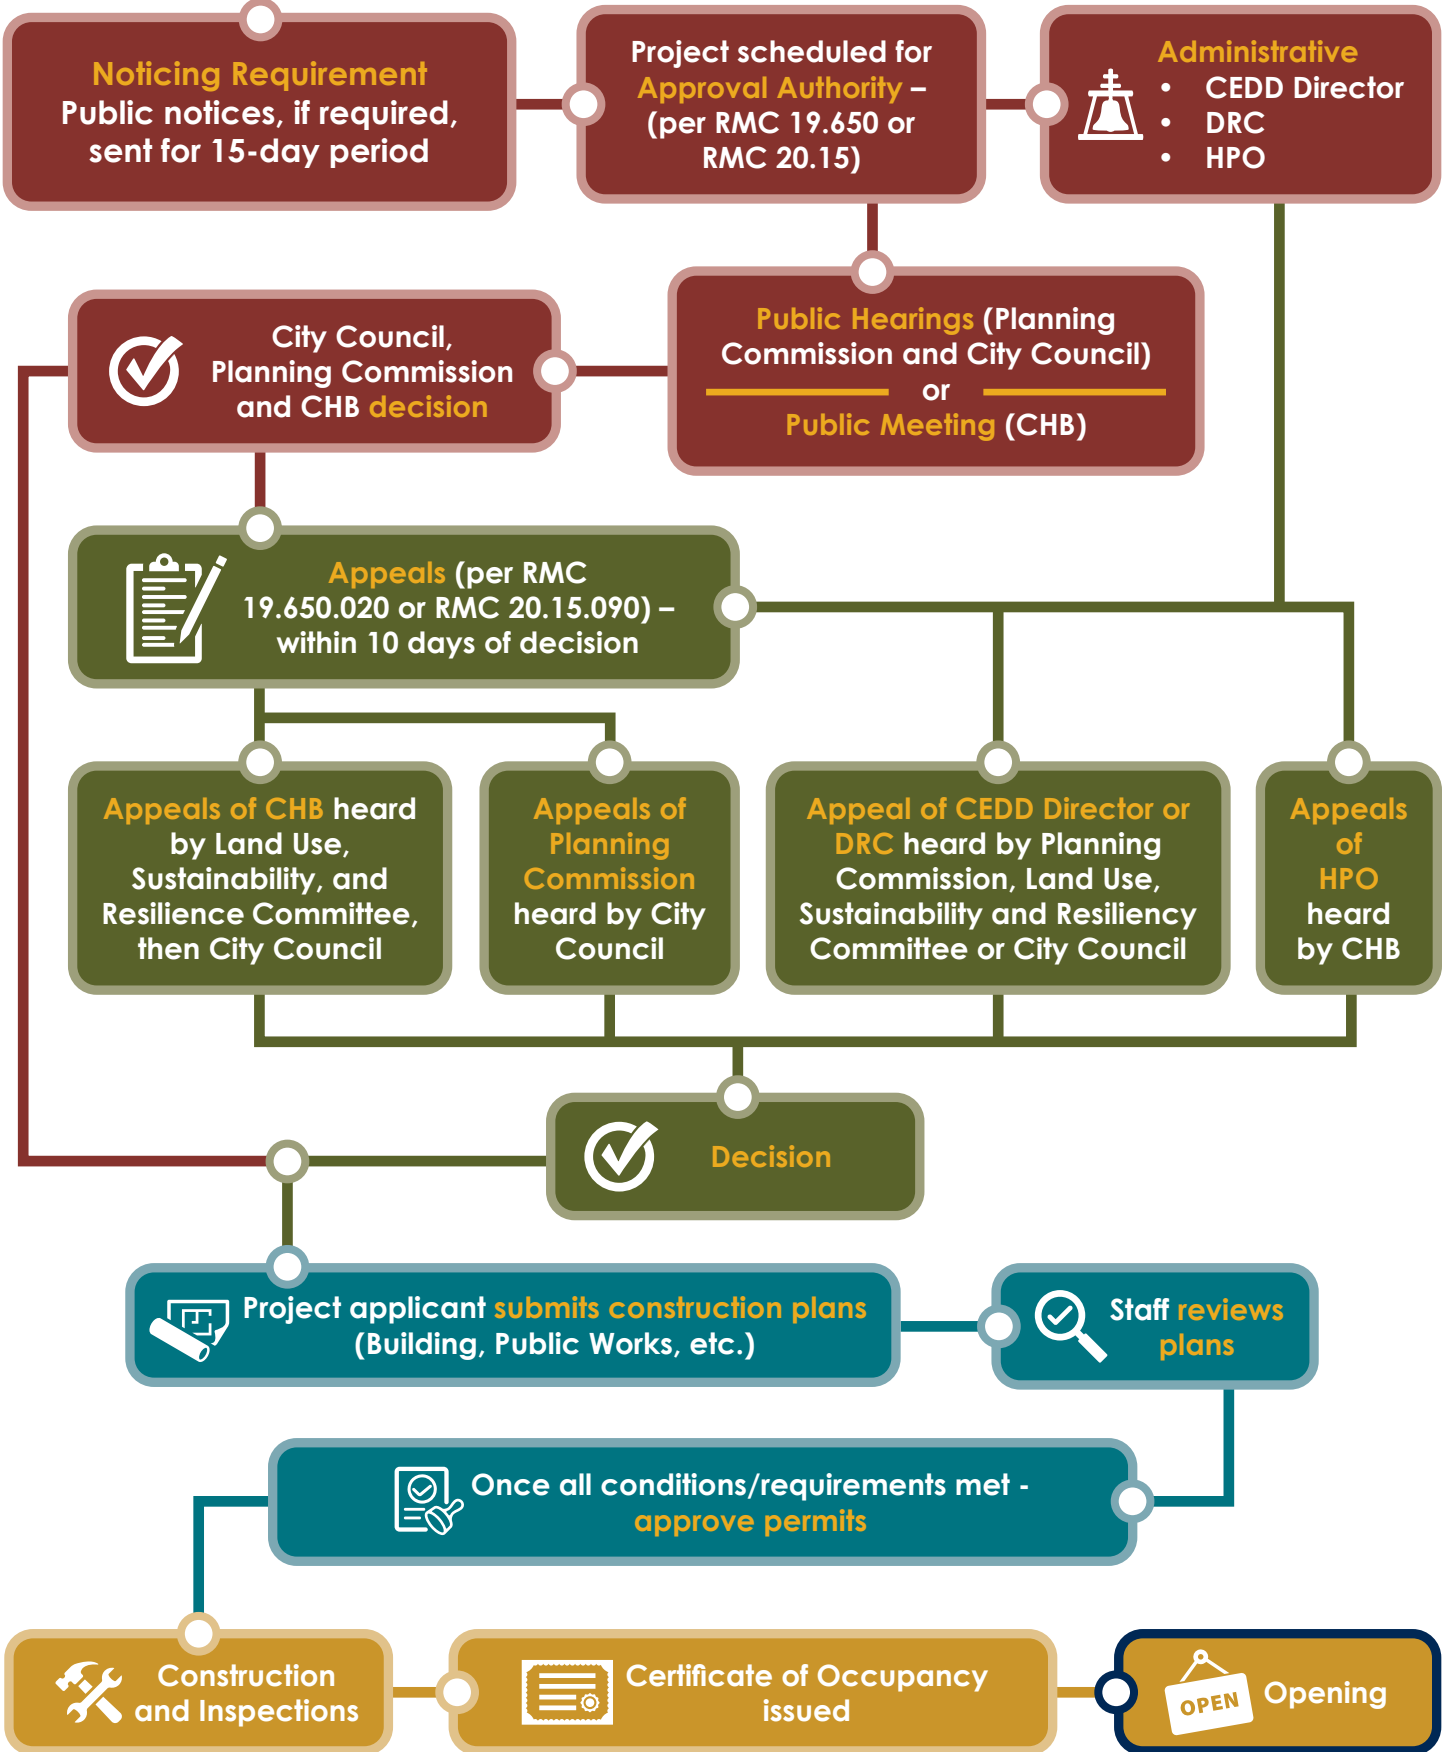 Noticing Requirement
Public notices, if required,
sent for 15-day period
Project scheduled for
Approval Authority –
(per RMC 19.650 or
RMC 20.15)
Administrative
• CEDD Director
• DRC
• HPO
Public Hearings (Planning
Commission and City Council)
or
Public Meeting (CHB)
City Council,
Planning Commission
and CHB decision
Appeals (per RMC
19.650.020 or RMC 20.15.090) –
within 10 days of decision
Appeals of CHB heard
by Land Use,
Sustainability, and
Resilience Committee,
then City Council
Appeals of
Planning
Commission
heard by City
Council
Appeal of CEDD Director or
DRC heard by Planning
Commission, Land Use,
Sustainability and Resiliency
Committee or City Council
Appeals
of
HPO
heard
by CHB
Decision
Project applicant submits construction plans
(Building, Public Works, etc.)
Staff reviews
plans
Once all conditions/requirements met -
approve permits
Construction
and Inspections
Certificate of Occupancy
issued
OPEN
Opening